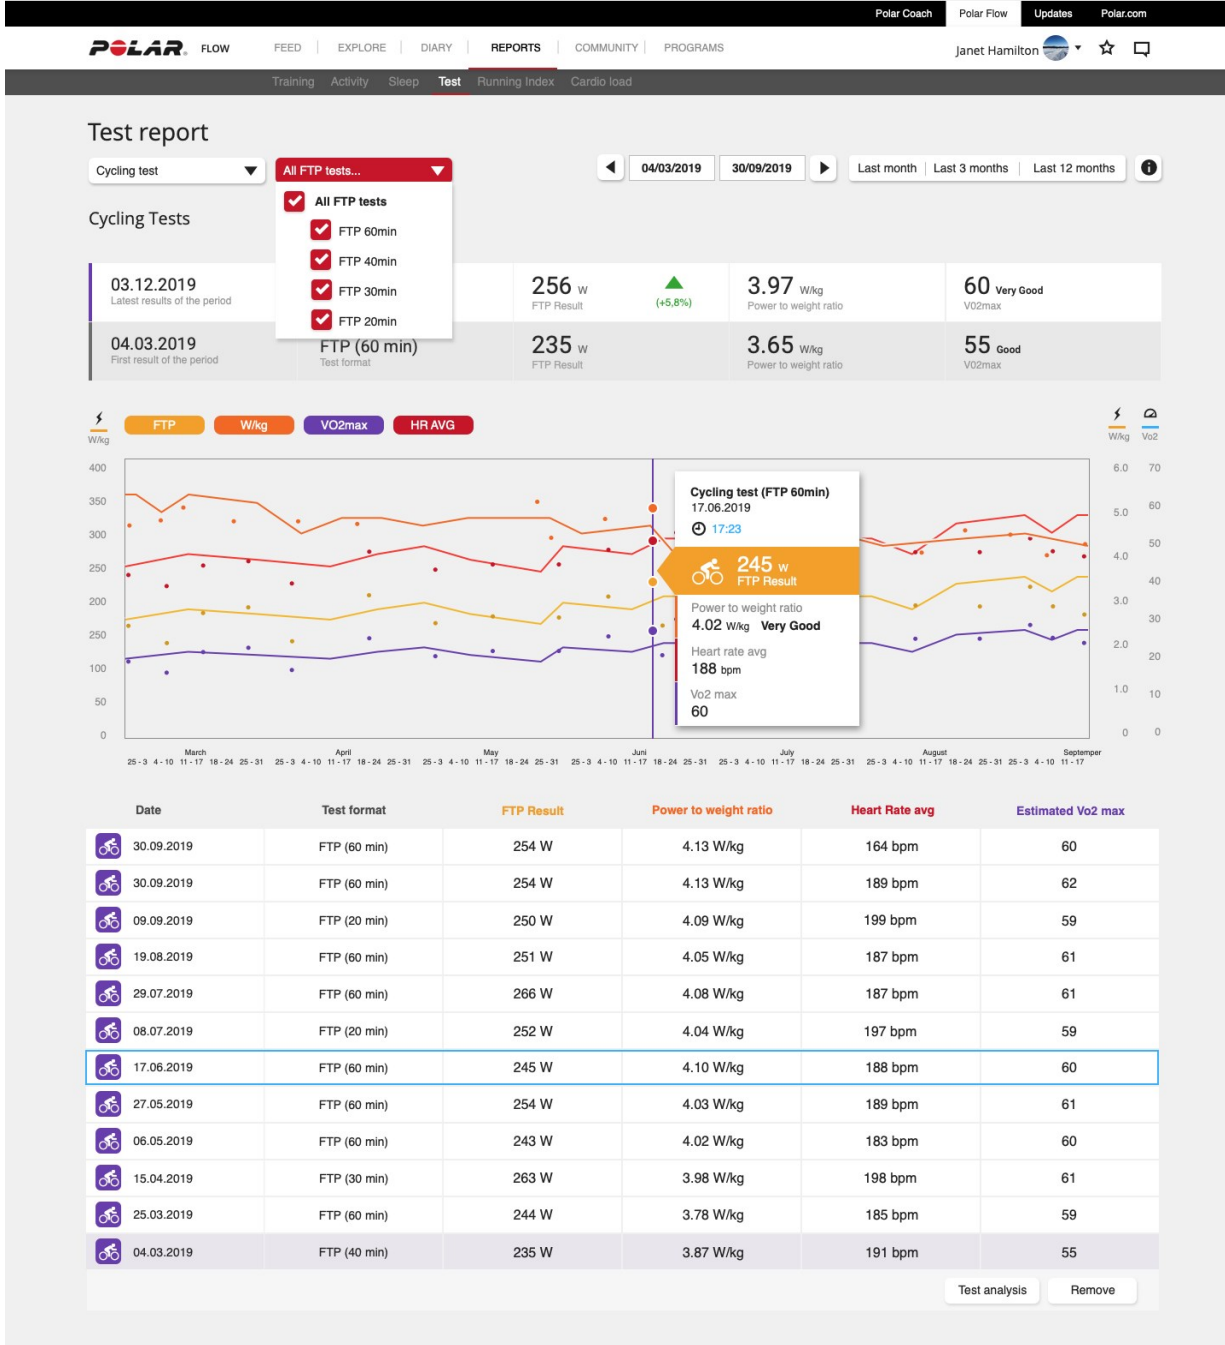 Polar Coach Polar Flow Updates Polar.com
POLAR. FLOW FEED EXPLORE DIARY REPORTS COMMUNITY PROGRAMS Janet Hamilton
Training Activity Sleep Test Running Index Cardio load
Test report
Cycling test All FTP tests... 04/03/2019 30/09/2019 Last month Last 3 months Last 12 months
All FTP tests
FTP 60min
FTP 40min
FTP 30min
FTP 20min
Cycling Tests
03.12.2019 256 W 3.97 W/kg 60 Very Good
Latest results of the period FTP Result (+5,8%) Power to weight ratio V02max
04.03.2019 FTP (60 min) 235 W 3.65 W/kg 55 Good
First result of the period Test format FTP Result Power to weight ratio V02max
FTP W/kg VO2max HR AVG
W/kg W/kg Vo2
400 6.0 70
350 5.0 60
300 50
250 4.0 40
200 3.0 30
250 2.0 20
100 1.0 10
50
0 0 0
Cycling test (FTP 60min)
17.06.2019
17:23
245 W
FTP Result
Power to weight ratio
4.02 W/kg Very Good
Heart rate avg
188 bpm
Vo2 max
60
March April May Juni July August Septemper
25 - 3 4 - 10 11 - 17 18 - 24 25 - 31 25 - 3 4 - 10 11 - 17 18 - 24 25 - 31 25 - 3 4 - 10 11 - 17 18 - 24 25 - 31 25 - 3 4 - 10 11 - 17 18 - 24 25 - 31 25 - 3 4 - 10 11 - 17 18 - 24 25 - 31 25 - 3 4 - 10 11 - 17 18 - 24 25 - 31 25 - 3 4 - 10 11 - 17
Date Test format FTP Result Power to weight ratio Heart Rate avg Estimated Vo2 max
30.09.2019 FTP (60 min) 254 W 4.13 W/kg 164 bpm 60
30.09.2019 FTP (60 min) 254 W 4.13 W/kg 189 bpm 62
09.09.2019 FTP (20 min) 250 W 4.09 W/kg 199 bpm 59
19.08.2019 FTP (60 min) 251 W 4.05 W/kg 187 bpm 61
29.07.2019 FTP (60 min) 266 W 4.08 W/kg 187 bpm 61
08.07.2019 FTP (20 min) 252 W 4.04 W/kg 197 bpm 59
17.06.2019 FTP (60 min) 245 W 4.10 W/kg 188 bpm 60
27.05.2019 FTP (60 min) 254 W 4.03 W/kg 189 bpm 61
06.05.2019 FTP (60 min) 243 W 4.02 W/kg 183 bpm 60
15.04.2019 FTP (30 min) 263 W 3.98 W/kg 198 bpm 61
25.03.2019 FTP (60 min) 244 W 3.78 W/kg 185 bpm 59
04.03.2019 FTP (40 min) 235 W 3.87 W/kg 191 bpm 55
Test analysis Remove